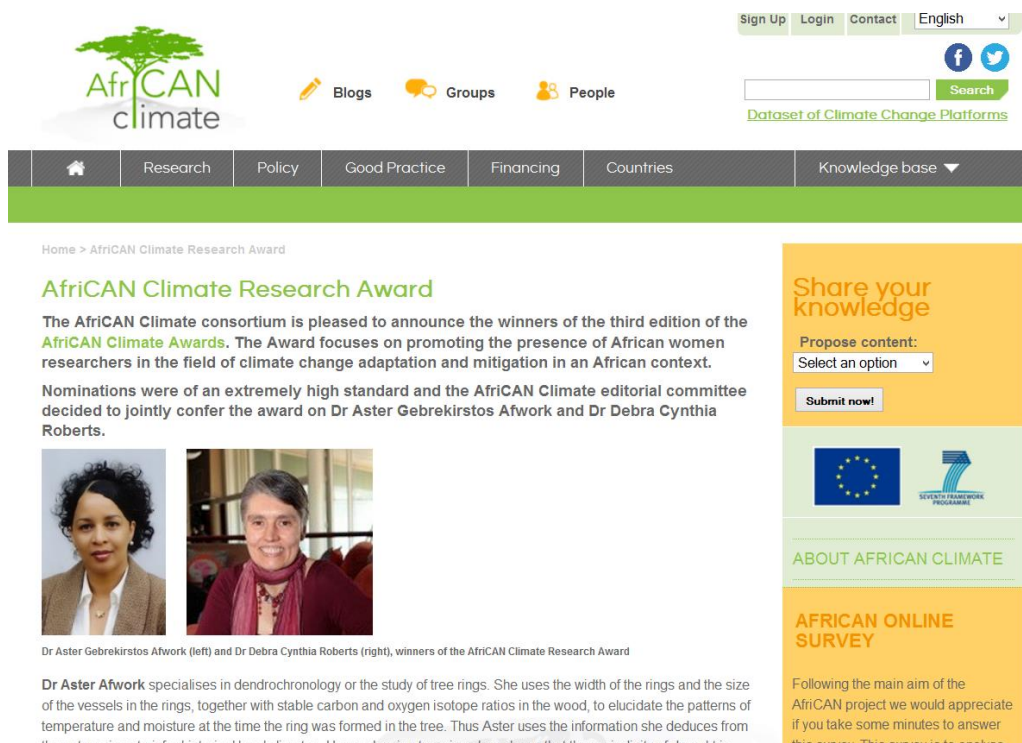 Sign Up Login Contact English
AfriCAN
climate
Blogs Groups People
Search
Dataset of Climate Change Platforms
Research Policy Good Practice Financing Countries Knowledge base
Home > AfriCAN Climate Research Award
AfriCAN Climate Research Award
The AfriCAN Climate consortium is pleased to announce the winners of the third edition of the
AfriCAN Climate Awards. The Award focuses on promoting the presence of African women
researchers in the field of climate change adaptation and mitigation in an African context.
Nominations were of an extremely high standard and the AfriCAN Climate editorial committee
decided to jointly confer the award on Dr Aster Gebrekirstos Afwork and Dr Debra Cynthia
Roberts.
Dr Aster Gebrekirstos Afwork (left) and Dr Debra Cynthia Roberts (right), winners of the AfriCAN Climate Research Award
Dr Aster Afwork specialises in dendrochronology or the study of tree rings. She uses the width of the rings and the size
of the vessels in the rings, together with stable carbon and oxygen isotope ratios in the wood, to elucidate the patterns of
temperature and moisture at the time the ring was formed in the tree. Thus Aster uses the information she deduces from
Share your
knowledge
Propose content:
Select an option
Submit now!
SEVENTH FRAMEWORK
PROGRAMME
ABOUT AFRICAN CLIMATE
AFRICAN ONLINE
SURVEY
Following the main aim of the
AfriCAN project we would appreciate
if you take some minutes to answer